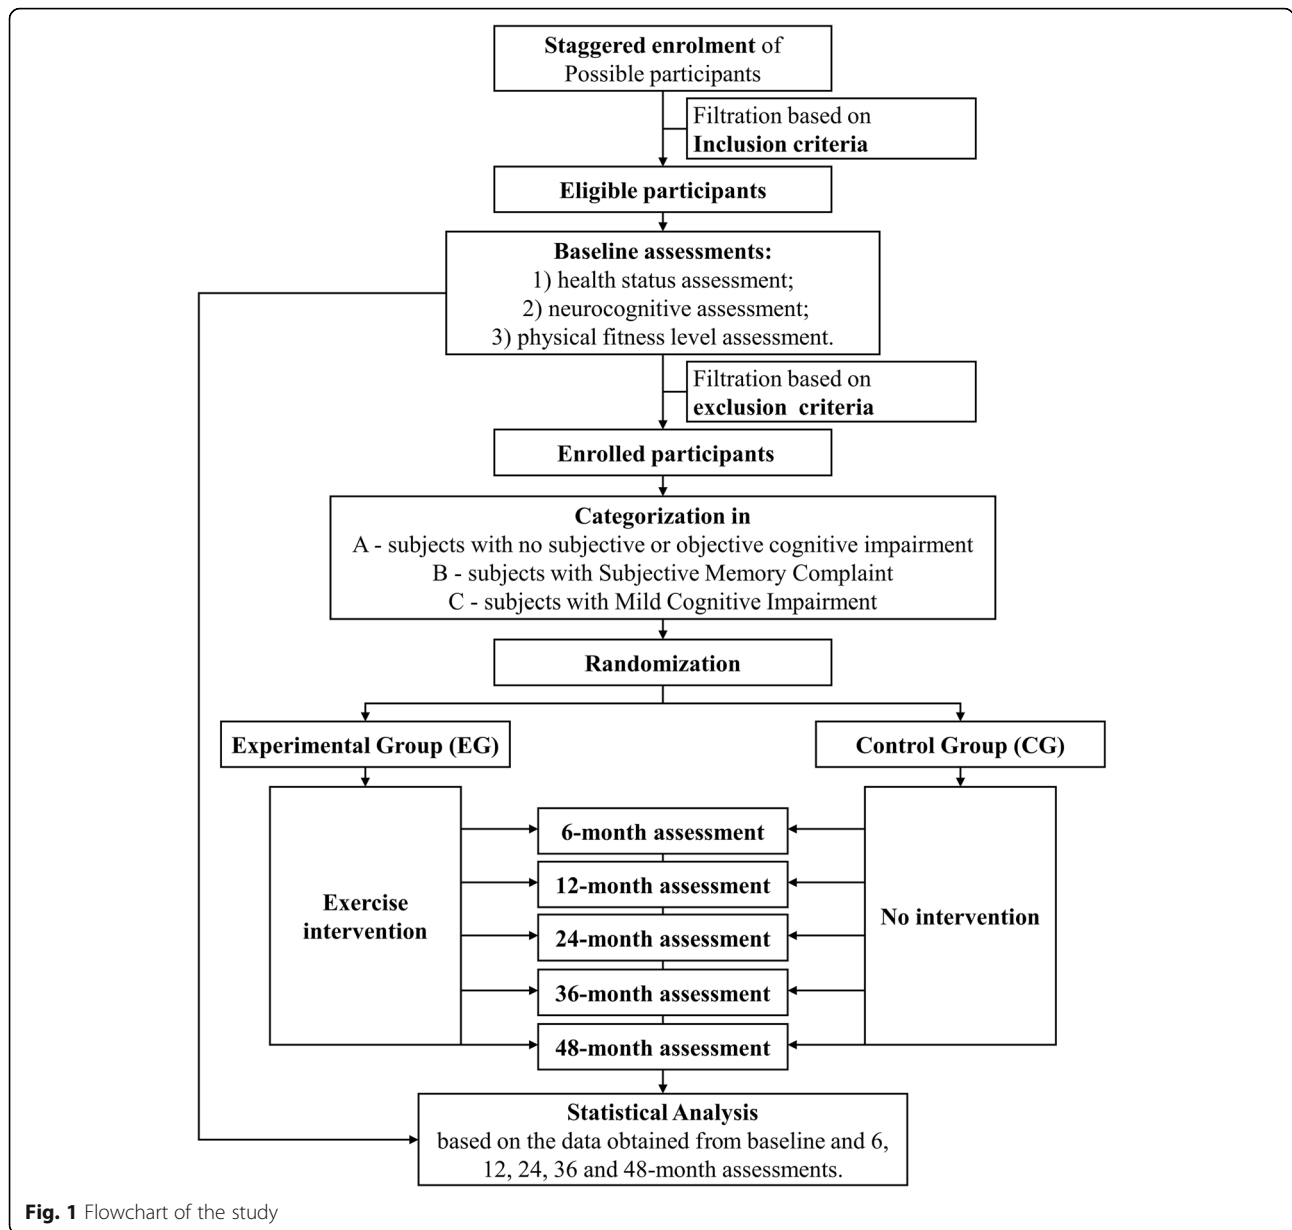 Staggered enrolment of
Possible participants
Filtration based on
Inclusion criteria
Eligible participants
Baseline assessments:
1) health status assessment;
2) neurocognitive assessment;
3) physical fitness level assessment.
Filtration based on
exclusion criteria
Enrolled participants
Categorization in
A - subjects with no subjective or objective cognitive impairment
B - subjects with Subjective Memory Complaint
C - subjects with Mild Cognitive Impairment
Randomization
Experimental Group (EG)
Control Group (CG)
Exercise
intervention
6-month assessment
12-month assessment
24-month assessment
36-month assessment
48-month assessment
No intervention
Statistical Analysis
based on the data obtained from baseline and 6,
12, 24, 36 and 48-month assessments.
Fig. 1 Flowchart of the study